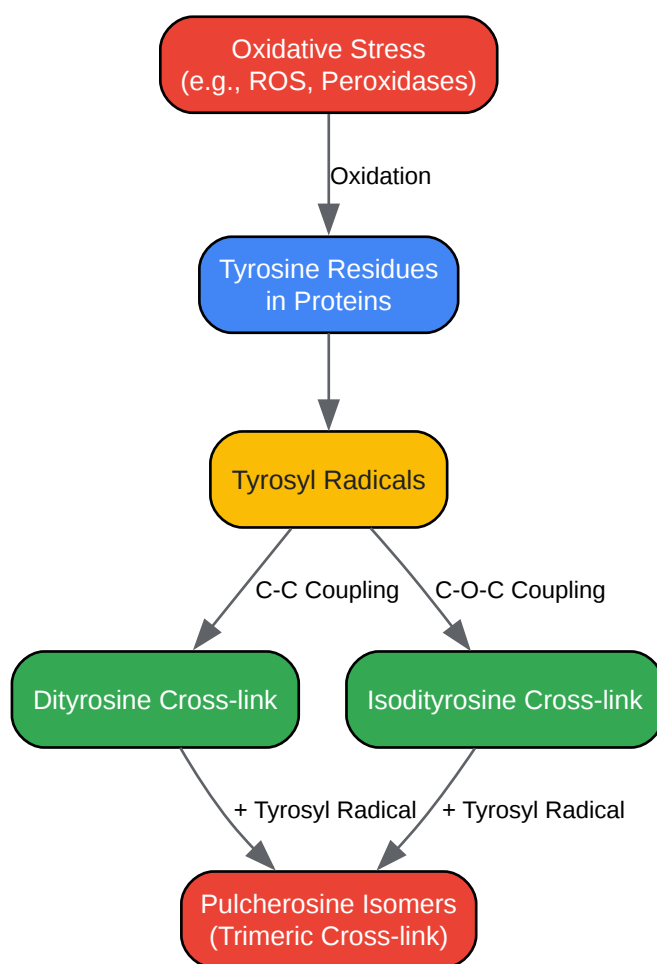 Oxidative Stress
(e.g., ROS, Peroxidases)
Oxidation
Tyrosine Residues
in Proteins
Tyrosyl Radicals
C-C Coupling
C-O-C Coupling
Dityrosine Cross-link
Isodityrosine Cross-link
+ Tyrosyl Radical
+ Tyrosyl Radical
Pulcherosine Isomers
(Trimeric Cross-link)